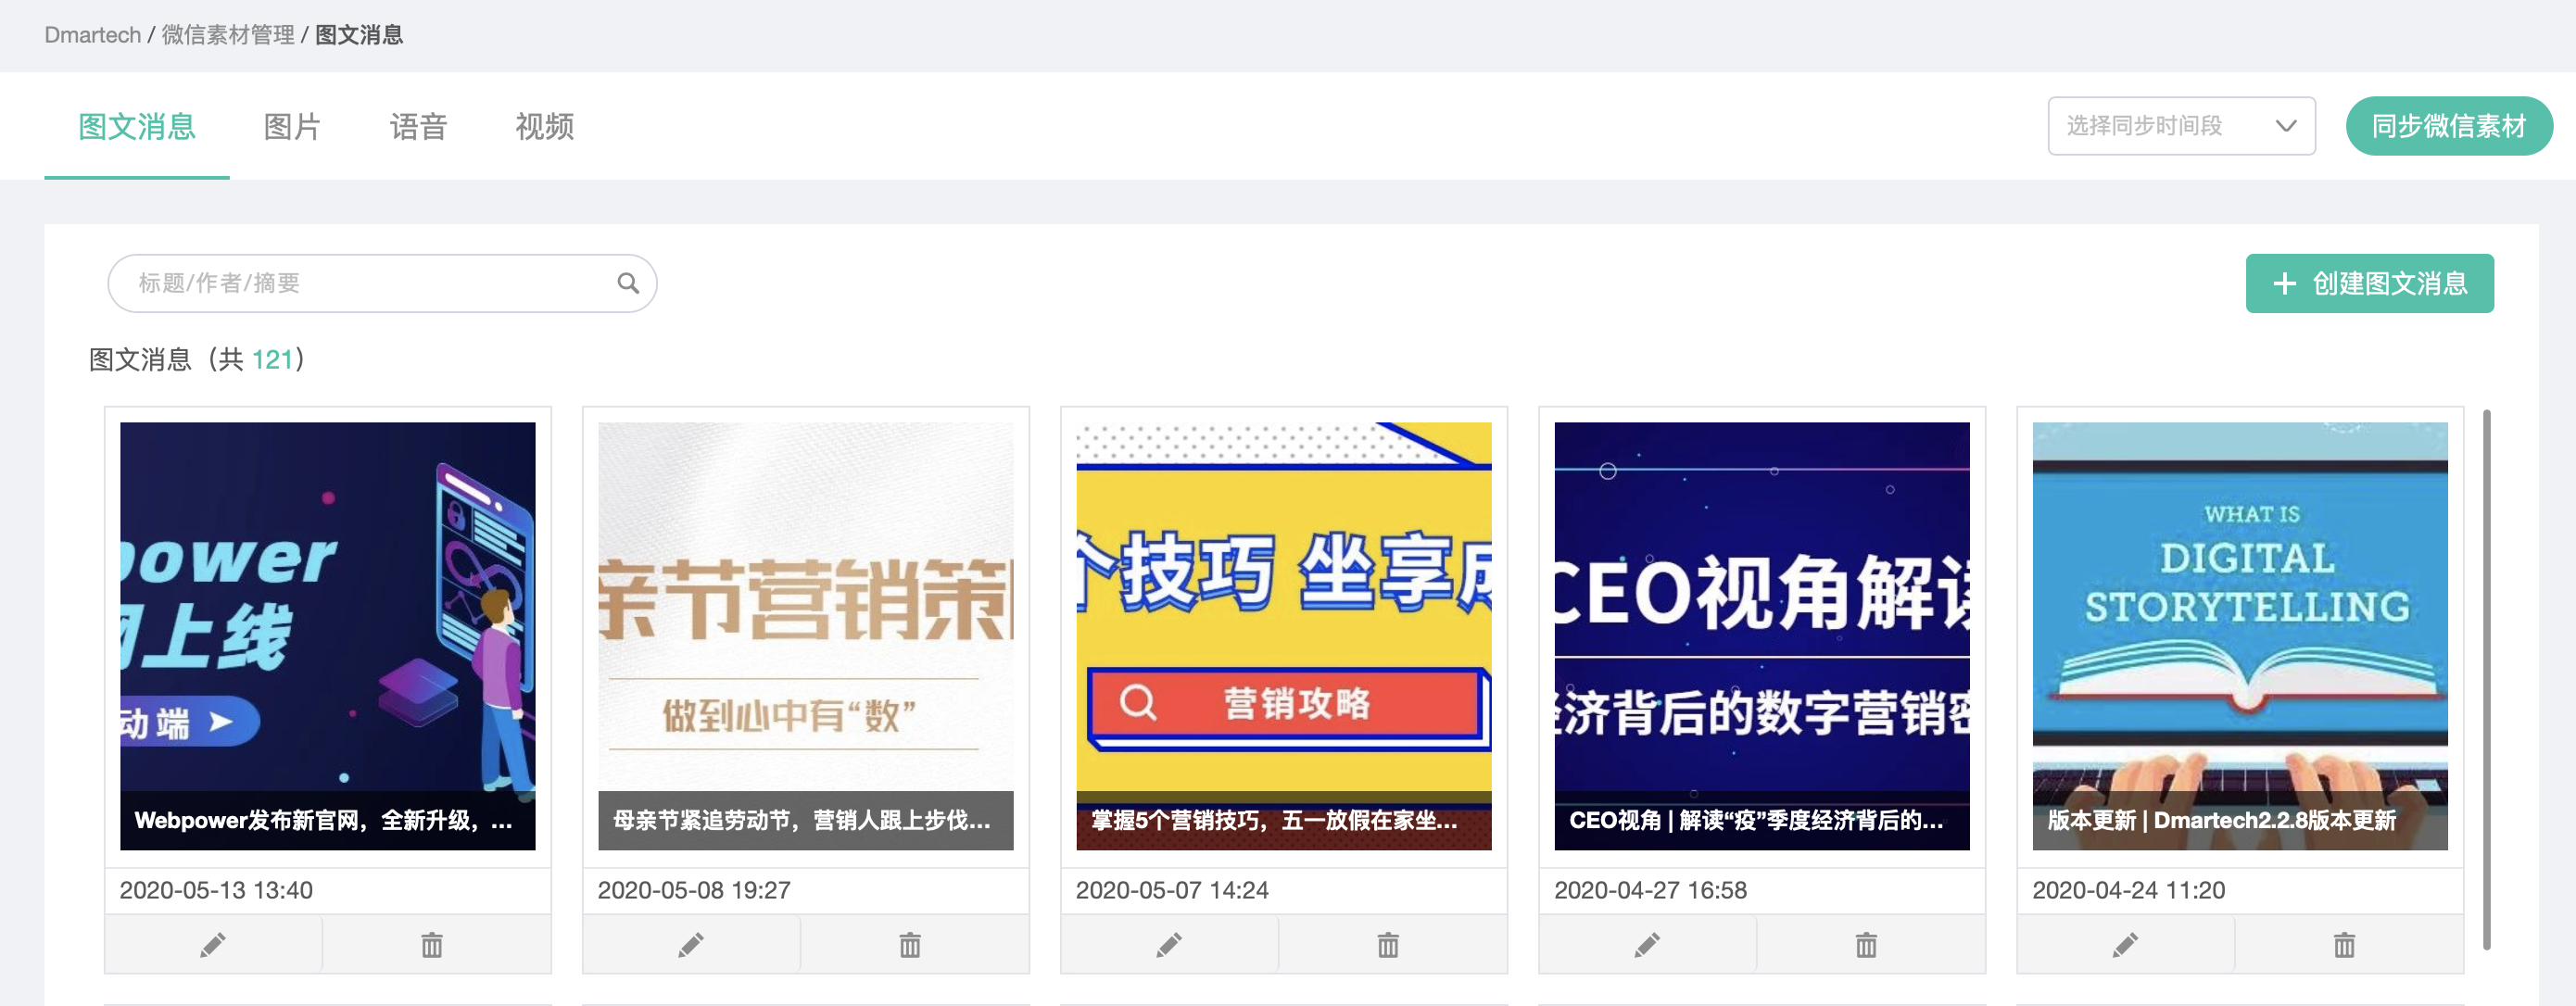 Dmartech / 微信素材管理 / 图文消息
图文消息 图片 语音 视频 选择同步时间段 同步微信素材
标题/作者/摘要 创建图文消息
图文消息（共 121）
power
上线
动端
Webpower发布新官网，全新升级，...
2020-05-13 13:40
亲节营销策
做到心中有“数”
母亲节紧追劳动节，营销人跟上步伐...
2020-05-08 19:27
个技巧 坐享
营销攻略
掌握5个营销技巧，五一放假在家坐...
2020-05-07 14:24
CEO视角解读
经济背后的数字营销密
CEO视角 | 解读“疫”季度经济背后的...
2020-04-27 16:58
WHAT IS
DIGITAL
STORYTELLING
版本更新 | Dmartech2.2.8版本更新
2020-04-24 11:20